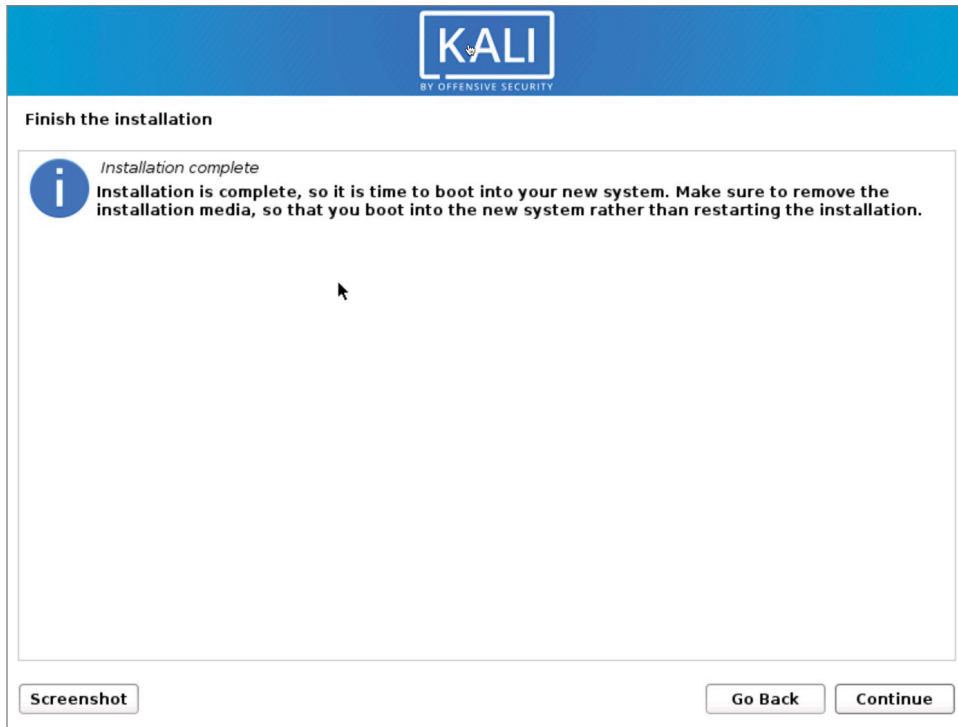 KALI
BY OFFENSIVE SECURITY
Finish the installation
Installation complete
Installation is complete, so it is time to boot into your new system. Make sure to remove the
installation media, so that you boot into the new system rather than restarting the installation.
Screenshot
Go Back
Continue